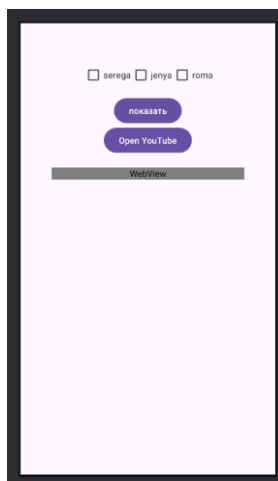 serega jenya roma
показать
Open YouTube
WebView